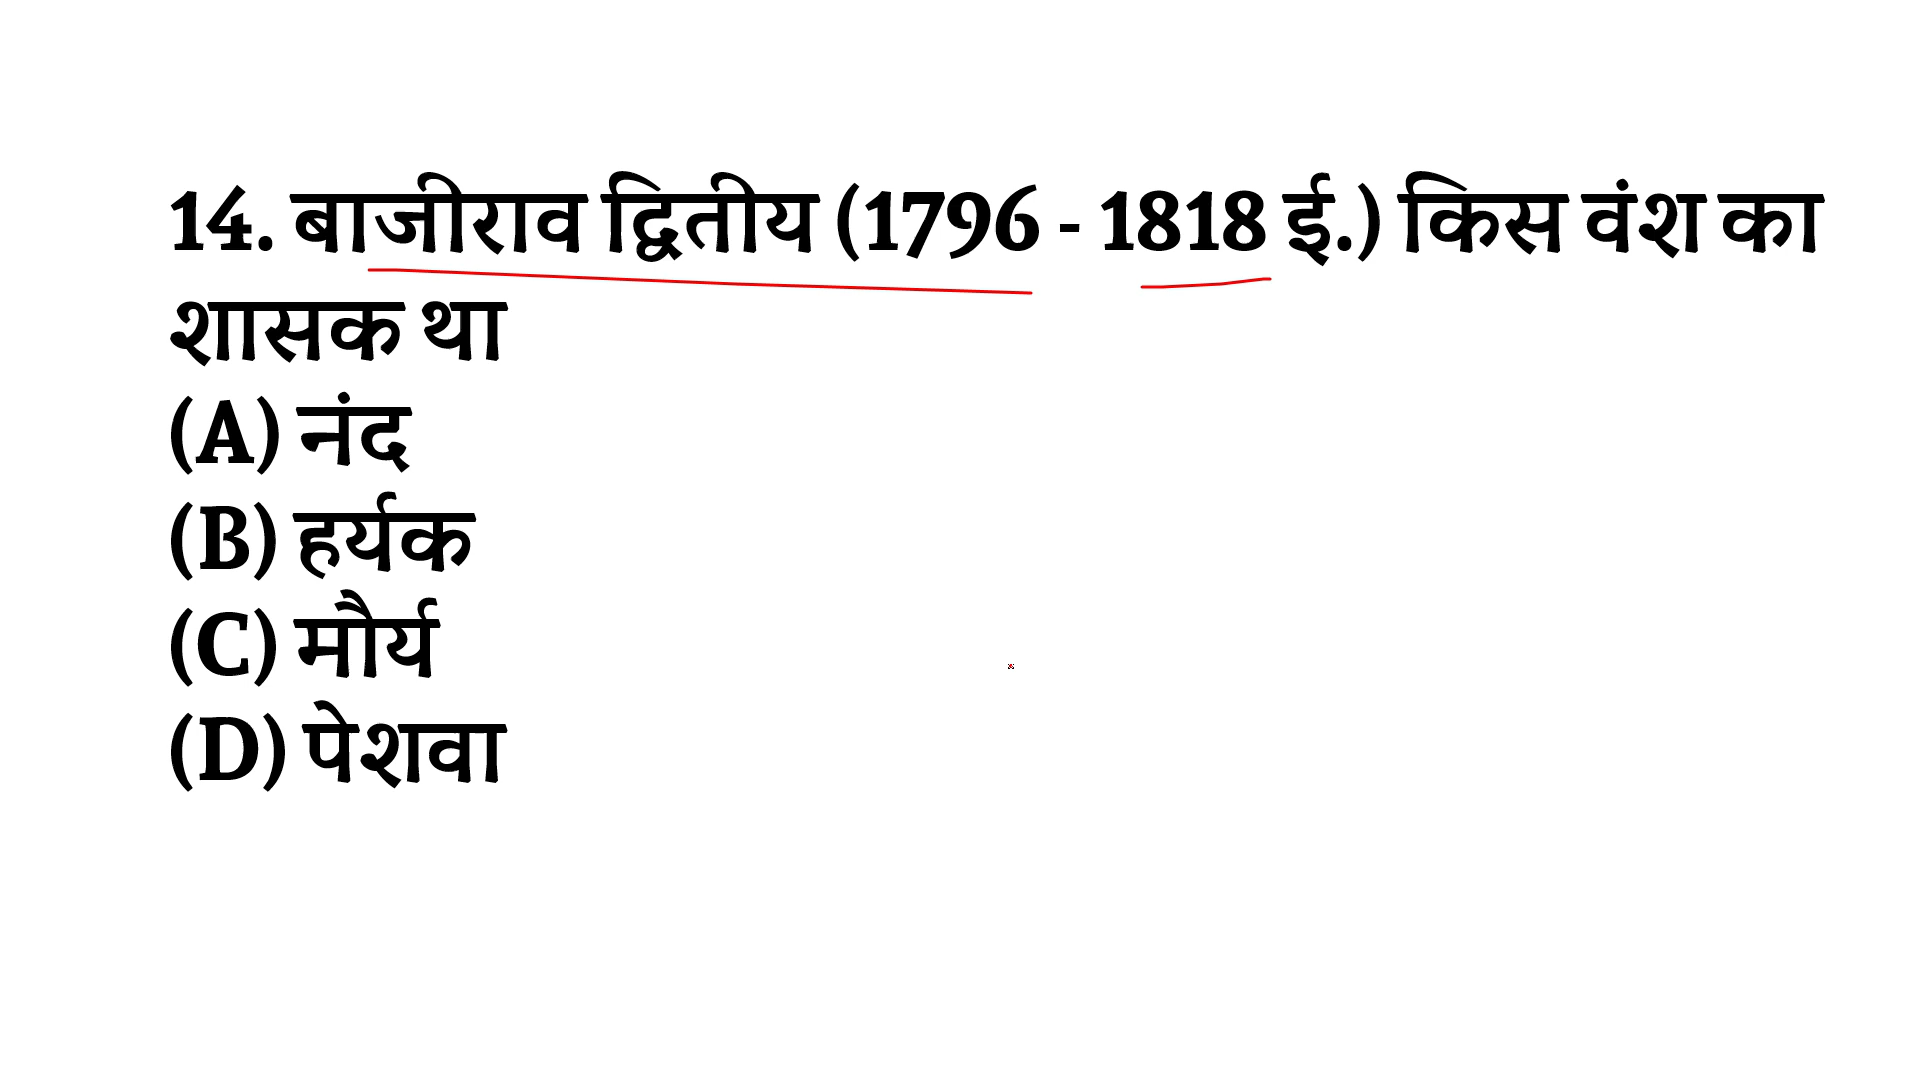 14. बाजीराव द्वितीय (1796 - 1818 ई.) किस वंश का
शासक था
(A) नंद
(B) हर्यक
(C) मौर्य
(D) पेशवा